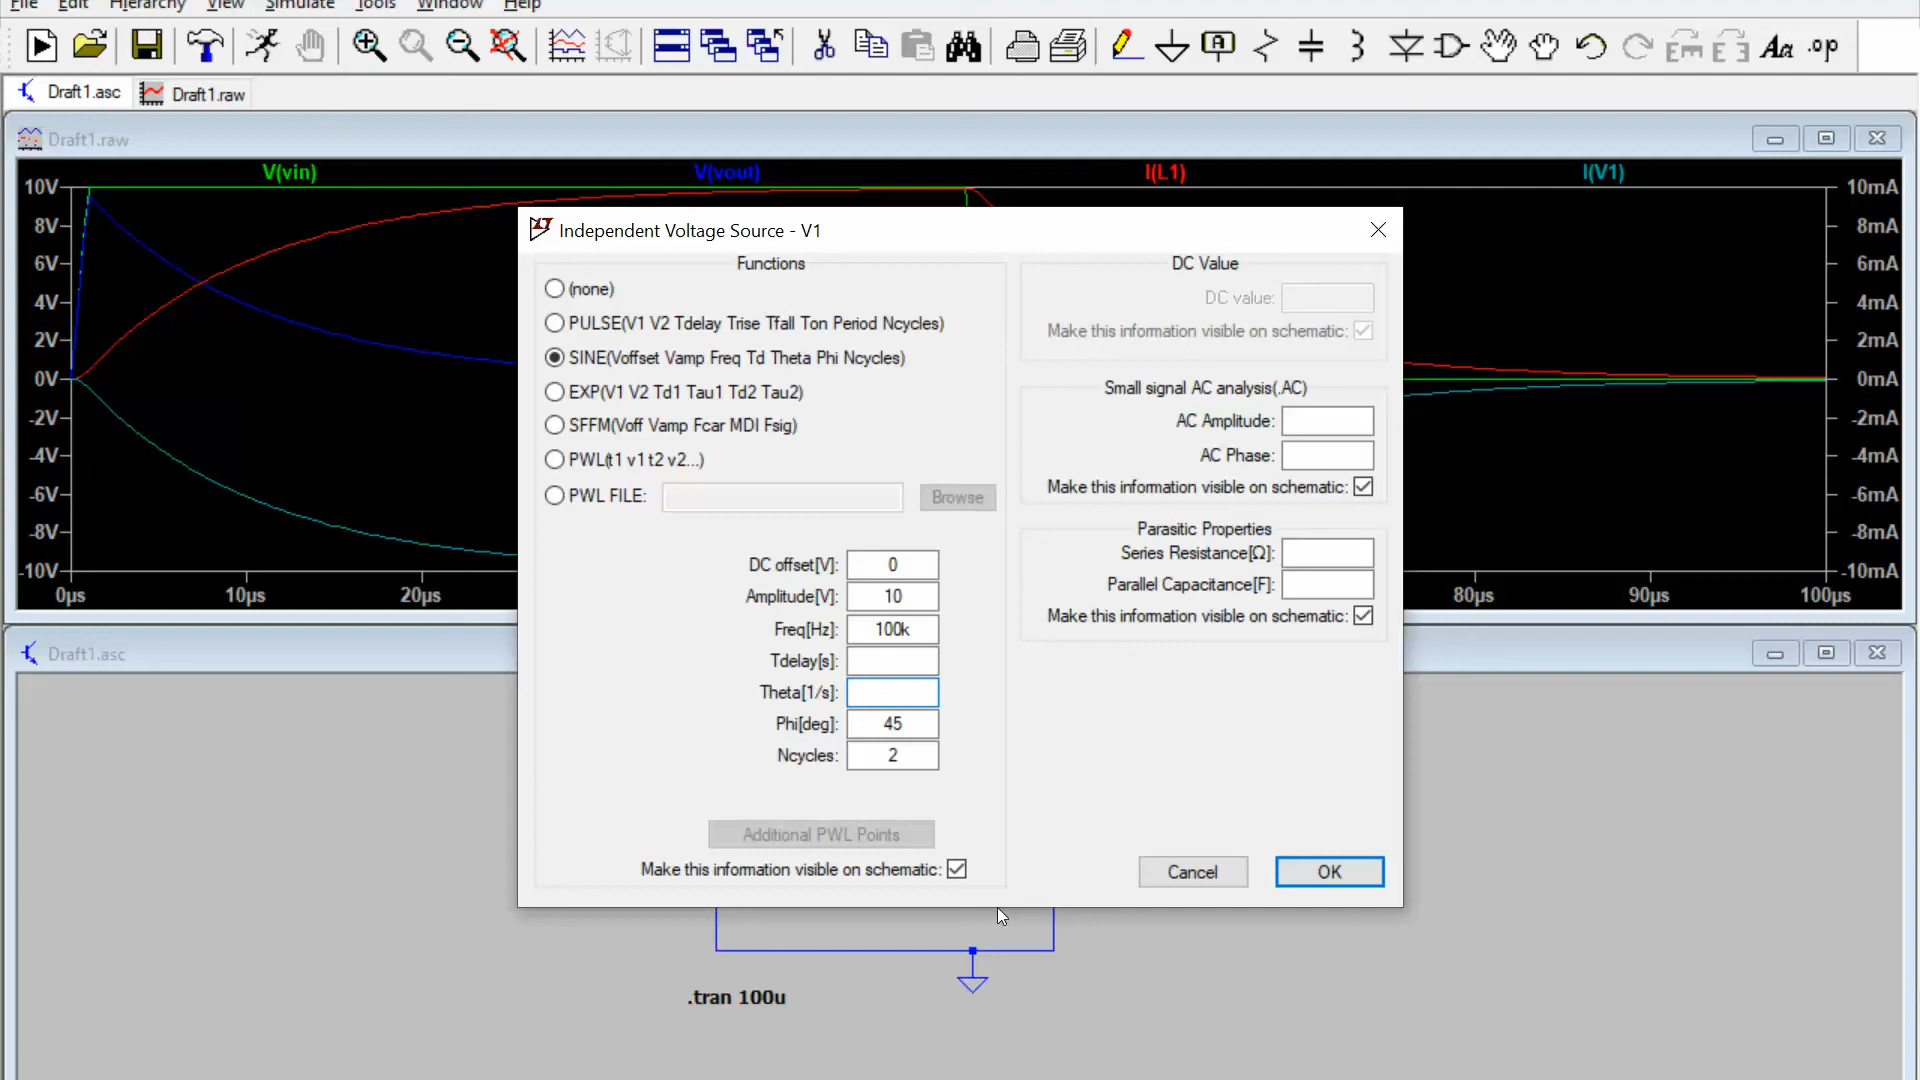 File Edit Hierarchy View Simulate Tools Window Help
A Aa .op
Draft1.asc Draft1.raw
Draft1.raw
V(vin) V(vout) I(L1) I(V1)
10V 10mA
8V 8mA
6V 6mA
4V 4mA
2V 2mA
0V 0mA
-2V -2mA
-4V -4mA
-6V -6mA
-8V -8mA
-10V -10mA
0µs 10µs 20µs 80µs 90µs 100µs
Independent Voltage Source - V1
Functions
(none)
PULSE(V1 V2 Tdelay Trise Tfall Ton Period Ncycles)
SINE(Voffset Vamp Freq Td Theta Phi Ncycles)
EXP(V1 V2 Td1 Tau1 Td2 Tau2)
SFFM(Voff Vamp Fcar MDI Fsig)
PWL(t1 v1 t2 v2...)
PWL FILE: Browse
DC offset[V]: 0
Amplitude[V]: 10
Freq[Hz]: 100k
Tdelay[s]:
Theta[1/s]:
Phi[deg]: 45
Ncycles: 2
Additional PWL Points
Make this information visible on schematic:
DC Value
DC value:
Make this information visible on schematic:
Small signal AC analysis(.AC)
AC Amplitude:
AC Phase:
Make this information visible on schematic:
Parasitic Properties
Series Resistance[Ω]:
Parallel Capacitance[F]:
Make this information visible on schematic:
Cancel OK
Draft1.asc
.tran 100u